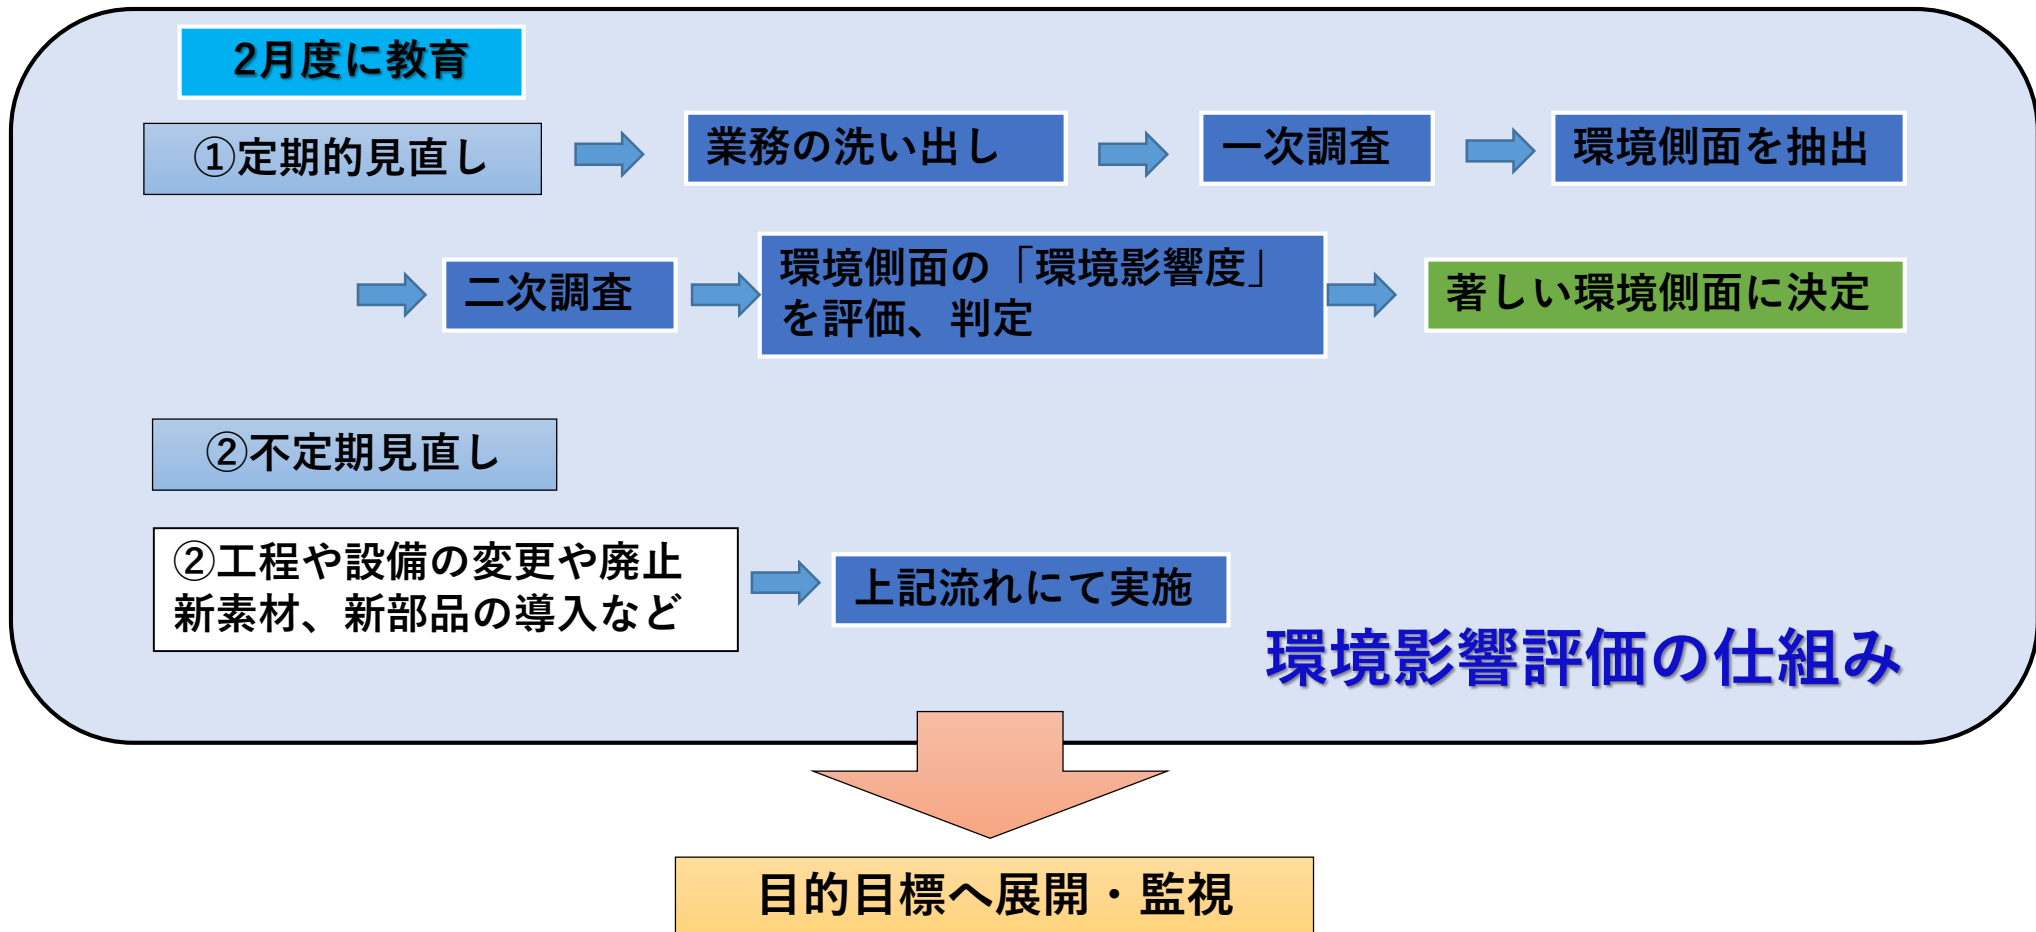 2月度に教育
①定期的見直し
業務の洗い出し
一次調査
環境側面を抽出
二次調査
環境側面の「環境影響度」
を評価、判定
著しい環境側面に決定
②不定期見直し
②工程や設備の変更や廃止
新素材、新部品の導入など
上記流れにて実施
環境影響評価の仕組み
目的目標へ展開・監視